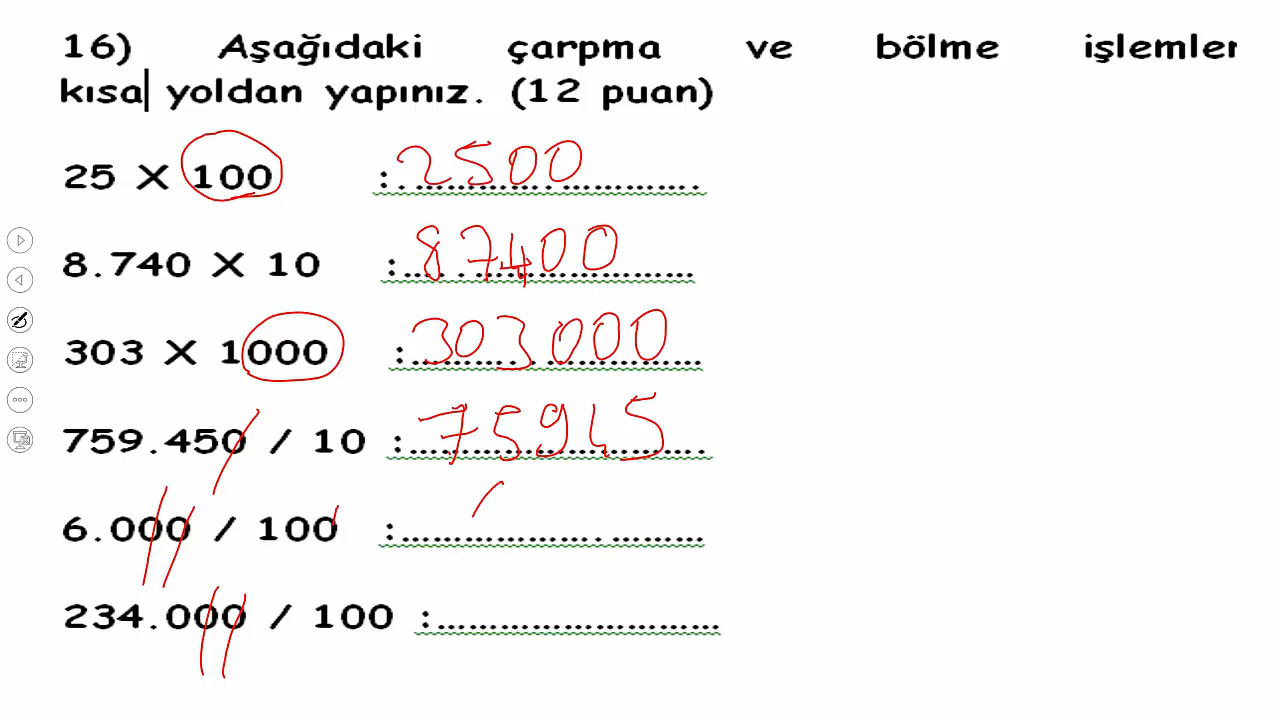 16) Aşağıdaki çarpma ve bölme işlemler
kısa yoldan yapınız. (12 puan)
25 X 100 : 2500
8.740 X 10 : 87400
303 X 1000 : 303000
759.450 / 10 : 75945
6.000 / 100 :
234.000 / 100 :